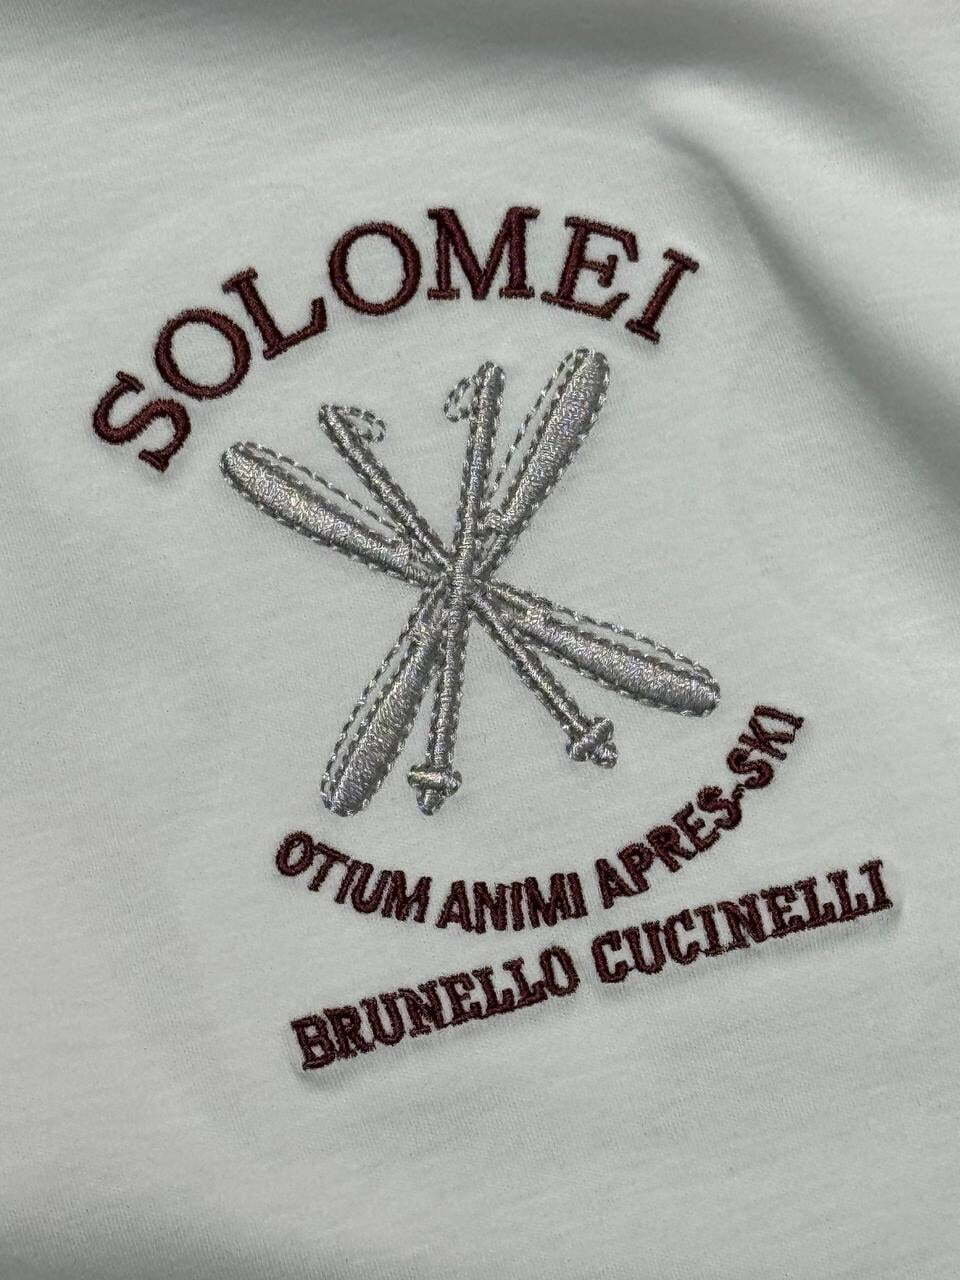 SOLOMEI
OTIUM ANIMI APRES-SKI
BRUNELLO CUCINELLI